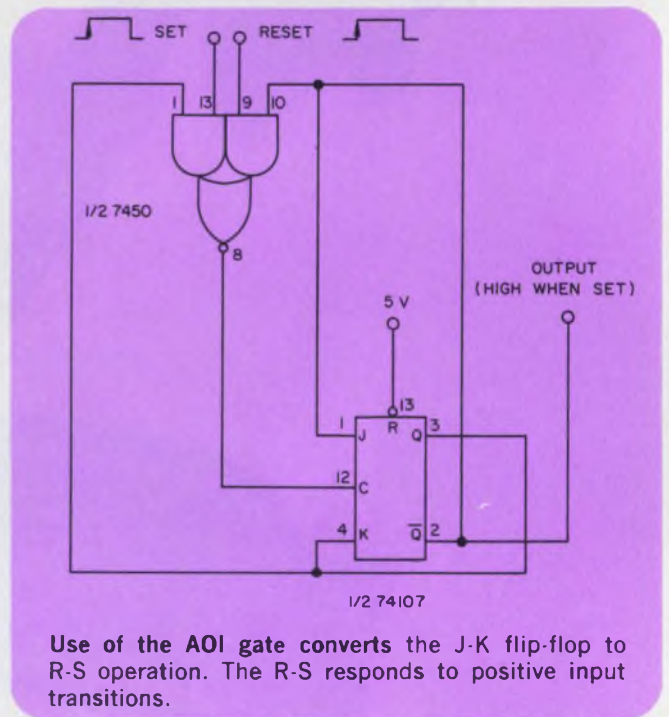 SET RESET
1 13 9 10
1/2 7450
8
OUTPUT
(HIGH WHEN SET)
5 V
13
1 J R Q 3
12 C
4 K Q̅ 2
1/2 74107
Use of the AOI gate converts the J-K flip-flop to
R-S operation. The R-S responds to positive input
transitions.